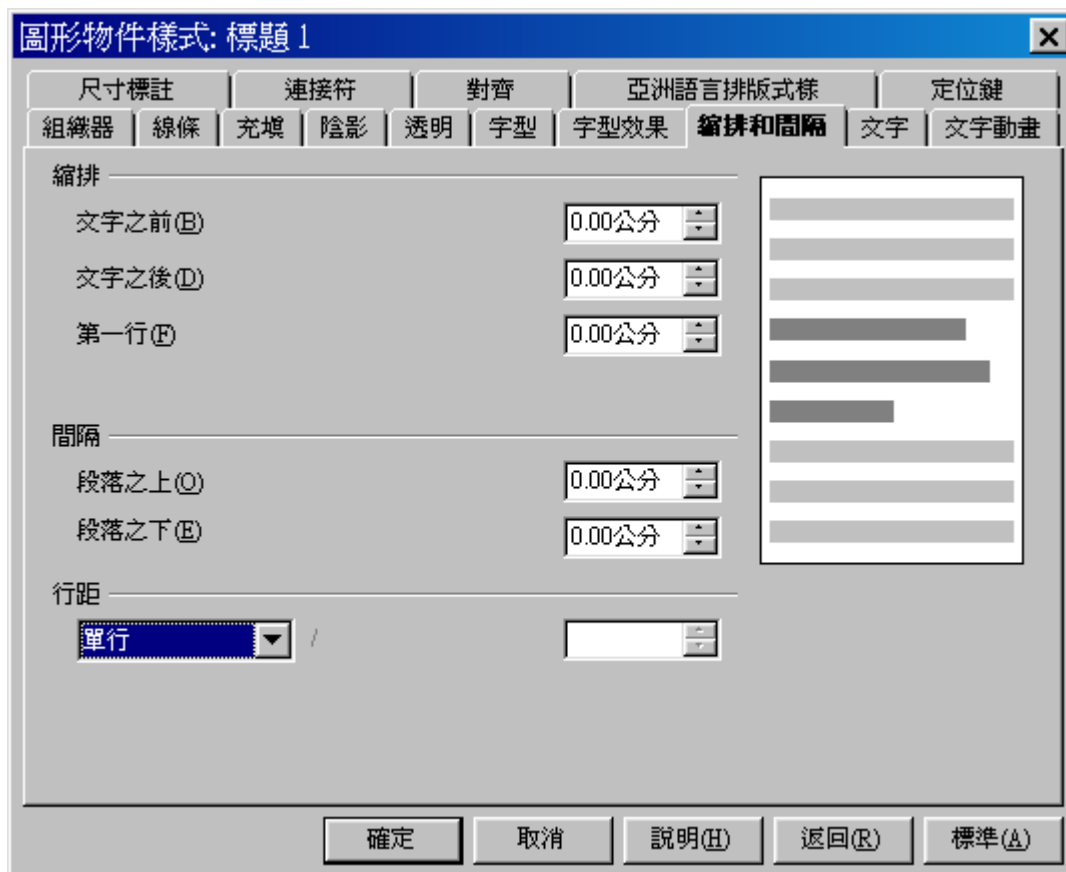 圖形物件樣式: 標題 1
尺寸標註 連接符 對齊 亞洲語言排版式樣 定位鍵
組織器 線條 充塡 陰影 透明 字型 字型效果 縮排和間隔 文字 文字動畫
縮排
文字之前(B) 0.00公分
文字之後(D) 0.00公分
第一行(F) 0.00公分
間隔
段落之上(O) 0.00公分
段落之下(E) 0.00公分
行距
單行 /
確定 取消 說明(H) 返回(R) 標準(A)